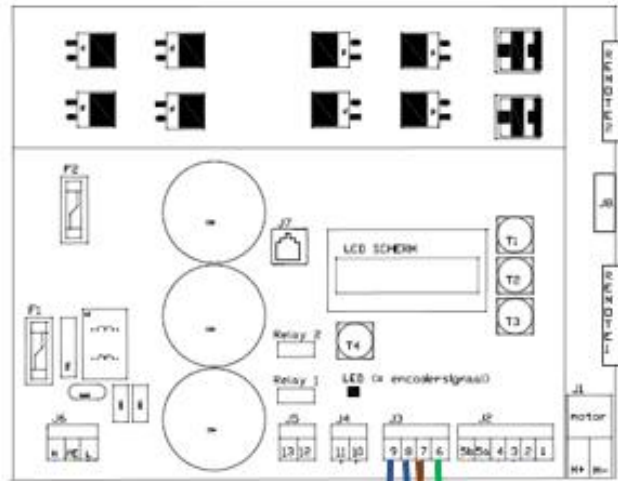 REMOTE2
F2
J7
J8
LCD SCHERM
T1
T2
T3
F1
REMOTE1
Relay 2
T4
Relay 1
LED (= encodersignaal)
J1
motor
J6
J5
J4
J3
J2
N PE L
13 12
11 10
9 8 7 6
5b 5a 4 3 2 1
M+ M-